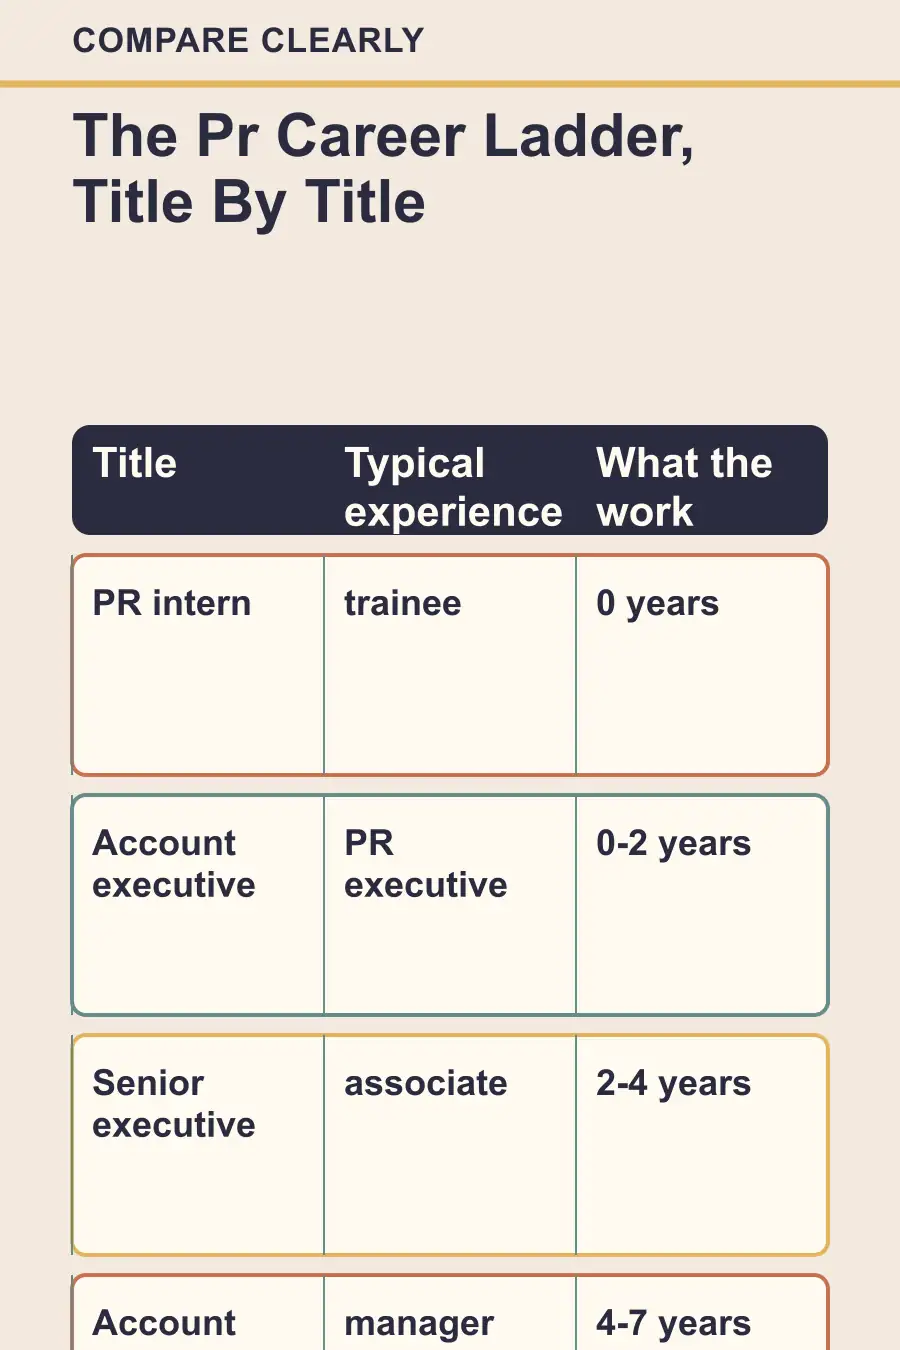 COMPARE CLEARLY
The Pr Career Ladder,
Title By Title
Title
Typical
experience
What the
work
PR intern
trainee
0 years
Account
executive
PR
executive
0-2 years
Senior
executive
associate
2-4 years
Account
manager
4-7 years